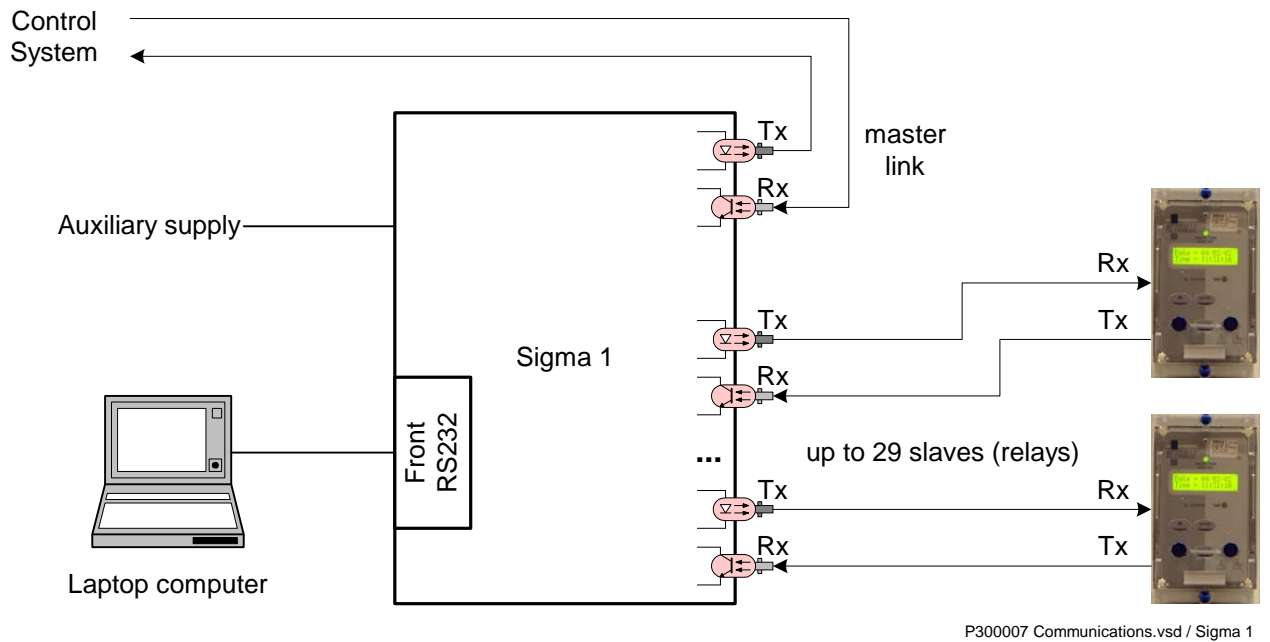 Control
System
Tx
master
link
Rx
Auxiliary supply
Tx
Rx
Tx
Sigma 1
Rx
Front
RS232
...
up to 29 slaves (relays)
Tx
Rx
Rx
Tx
Laptop computer
P300007 Communications.vsd / Sigma 1